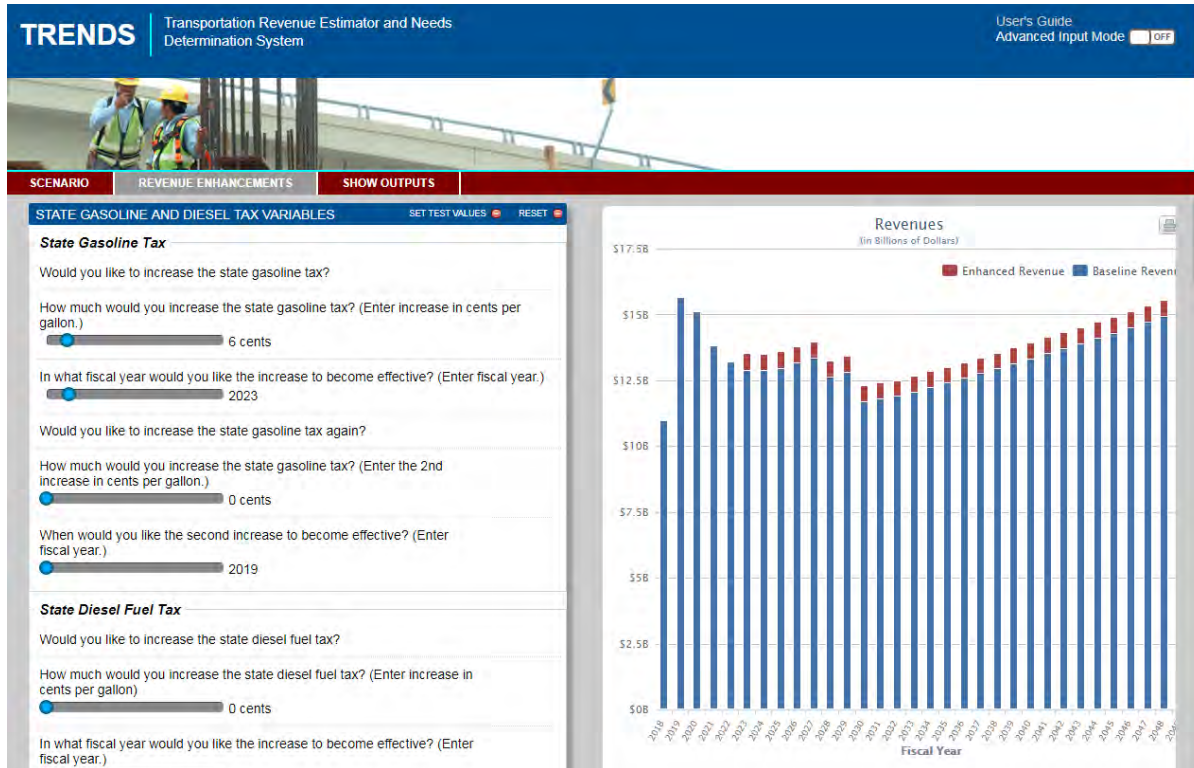 TRENDS
Transportation Revenue Estimator and Needs
Determination System
User's Guide
Advanced Input Mode OFF
SCENARIO REVENUE ENHANCEMENTS SHOW OUTPUTS
STATE GASOLINE AND DIESEL TAX VARIABLES SET TEST VALUES RESET
State Gasoline Tax
Would you like to increase the state gasoline tax?
How much would you increase the state gasoline tax? (Enter increase in cents per
gallon.)
6 cents
In what fiscal year would you like the increase to become effective? (Enter fiscal year.)
2023
Would you like to increase the state gasoline tax again?
How much would you increase the state gasoline tax? (Enter the 2nd
increase in cents per gallon.)
0 cents
When would you like the second increase to become effective? (Enter
fiscal year.)
2019
State Diesel Fuel Tax
Would you like to increase the state diesel fuel tax?
How much would you increase the state diesel fuel tax? (Enter increase in
cents per gallon)
0 cents
In what fiscal year would you like the increase to become effective? (Enter
fiscal year.)
Revenues
(in Billions of Dollars)
Enhanced Revenue Baseline Reven
$17.5B
$15B
$12.5B
$10B
$7.5B
$5B
$2.5B
$0B
2018 2019 2020 2021 2022 2023 2024 2025 2026 2027 2028 2029 2030 2031 2032 2033 2034 2035 2036 2037 2038 2039 2040 2041 2042 2043 2044 2045 2046 2047 2048
Fiscal Year